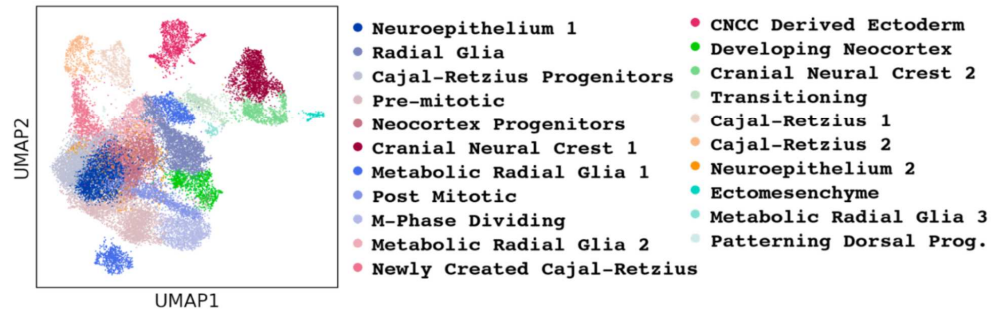 UMAP2
UMAP1
Neuroepithelium 1
Radial Glia
Cajal-Retzius Progenitors
Pre-mitotic
Neocortex Progenitors
Cranial Neural Crest 1
Metabolic Radial Glia 1
Post Mitotic
M-Phase Dividing
Metabolic Radial Glia 2
Newly Created Cajal-Retzius
CNCC Derived Ectoderm
Developing Neocortex
Cranial Neural Crest 2
Transitioning
Cajal-Retzius 1
Cajal-Retzius 2
Neuroepithelium 2
Ectomesenchyme
Metabolic Radial Glia 3
Patterning Dorsal Prog.